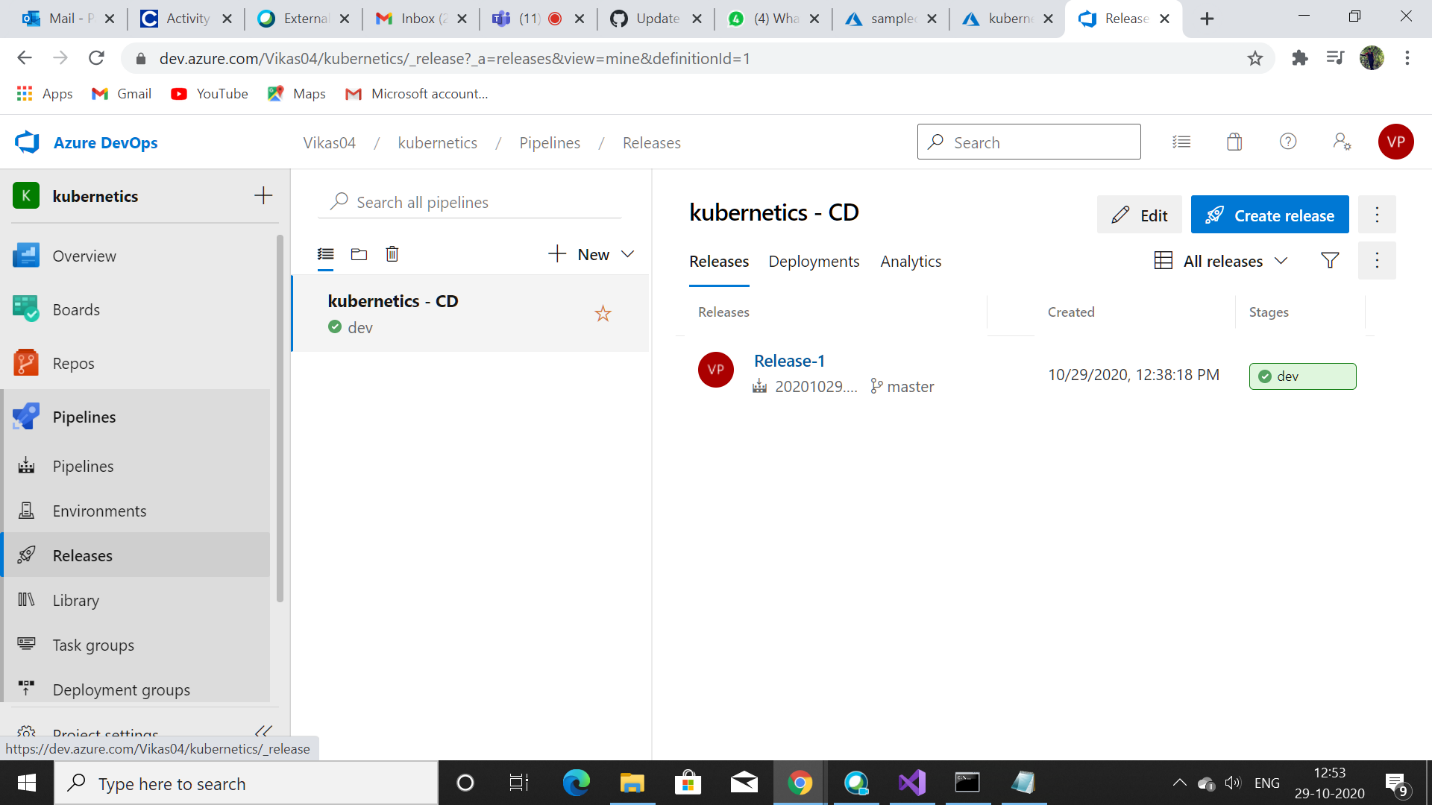 Mail - P
Activity
External
Inbox (2
(11)
Update
(4) Wha
sample
kuberne
Release
dev.azure.com/Vikas04/kubernetics/_release?_a=releases&view=mine&definitionId=1
Apps
Gmail
YouTube
Maps
Microsoft account...
Azure DevOps
Vikas04 / kubernetics / Pipelines / Releases
Search
VP
K
kubernetics
Overview
Boards
Repos
Pipelines
Pipelines
Environments
Releases
Library
Task groups
Deployment groups
Project settings
https://dev.azure.com/Vikas04/kubernetics/_release
Search all pipelines
New
kubernetics - CD
dev
kubernetics - CD
Edit
Create release
Releases
Deployments
Analytics
All releases
Releases
Created
Stages
VP
Release-1
20201029....
master
10/29/2020, 12:38:18 PM
dev
Type here to search
ENG
12:53
29-10-2020
9